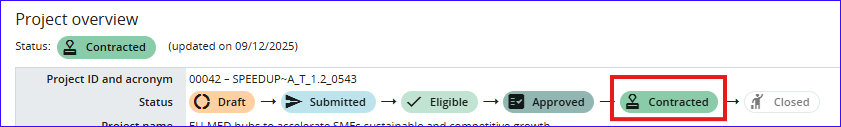 Project overview
Status: Contracted (updated on 09/12/2025)
Project ID and acronym 00042 – SPEEDUP~A_T_1.2_0543
Status Draft → Submitted → Eligible → Approved → Contracted → Closed
Project name EU MED hubs to accelerate SMEs sustainable and competitive growth